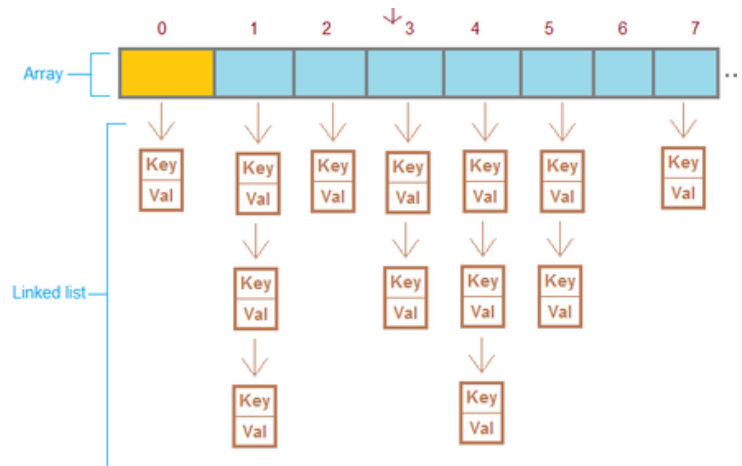 0 1 2 3 4 5 6 7
Array
..
Key Key Key Key Key Key Key
Val Val Val Val Val Val Val
Key Key Key Key
Val Val Val Val
Linked list
Key Key
Val Val